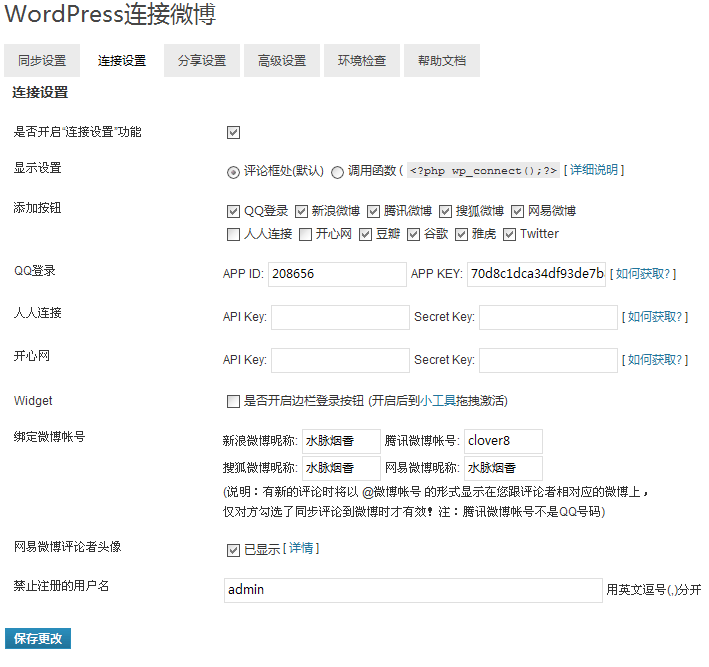 WordPress连接微博
同步设置 连接设置 分享设置 高级设置 环境检查 帮助文档
连接设置
是否开启“连接设置”功能
显示设置 评论框处(默认) 调用函数 ( <?php wp_connect();?> [ 详细说明 ]
添加按钮 QQ登录 新浪微博 腾讯微博 搜狐微博 网易微博
人人连接 开心网 豆瓣 谷歌 雅虎 Twitter
QQ登录 APP ID: 208656 APP KEY: 70d8c1dca34df93de7b [ 如何获取? ]
人人连接 API Key: Secret Key: [ 如何获取? ]
开心网 API Key: Secret Key: [ 如何获取? ]
Widget 是否开启边栏登录按钮 (开启后到小工具拖拽激活)
绑定微博帐号 新浪微博昵称: 水脉烟香 腾讯微博帐号: clover8
搜狐微博昵称: 水脉烟香 网易微博昵称: 水脉烟香
(说明：有新的评论时将以 @微博帐号 的形式显示在您跟评论者相对应的微博上，
仅对方勾选了同步评论到微博时才有效！注：腾讯微博帐号不是QQ号码)
网易微博评论者头像 已显示 [ 详情 ]
禁止注册的用户名 admin 用英文逗号(,)分开
保存更改